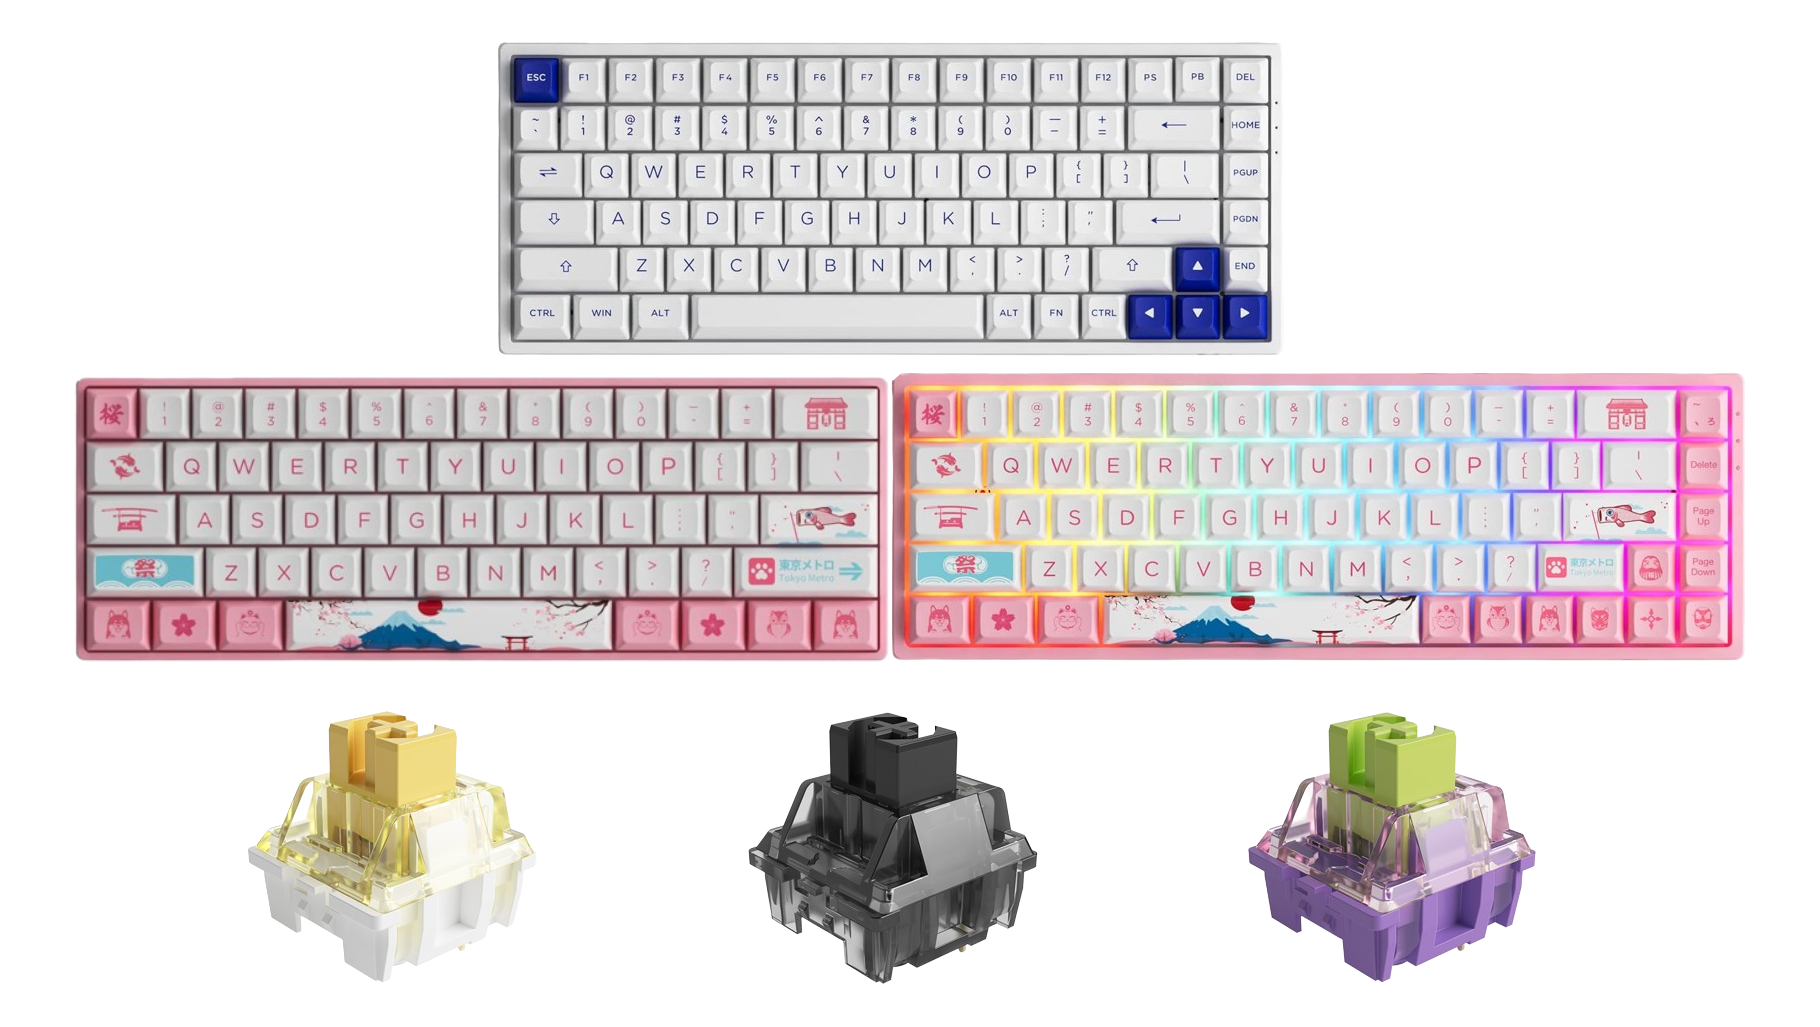 ESC F1 F2 F3 F4 F5 F6 F7 F8 F9 F10 F11 F12 PS PB DEL
~ ` ! 1 @ 2 # 3 $ 4 % 5 ^ 6 & 7 * 8 ( 9 ) 0 — – + = ← HOME
⇌ Q W E R T Y U I O P { [ } ] | \ PGUP
⇩ A S D F G H J K L : ; " ' ↵ PGDN
⇧ Z X C V B N M < , > . ? / ⇧ ▲ END
CTRL WIN ALT ALT FN CTRL ◀ ▼ ▶
桜 ! 1 @ 2 # 3 $ 4 % 5 ^ 6 & 7 * 8 ( 9 ) 0 — - + =
Q W E R T Y U I O P { [ } ] | \
A S D F G H J K L : ; " '
祭 Z X C V B N M < , > . ? / 東京メトロ
Tokyo Metro →
桜 ! 1 @ 2 # 3 $ 4 % 5 ^ 6 & 7 * 8 ( 9 ) 0 — - + = ~ ` ろ
Q W E R T Y U I O P { [ } ] | \ Delete
A S D F G H J K L : ; " ' Page
Up
祭 Z X C V B N M < , > . ? / 東京メトロ
Tokyo Metro
Page
Down